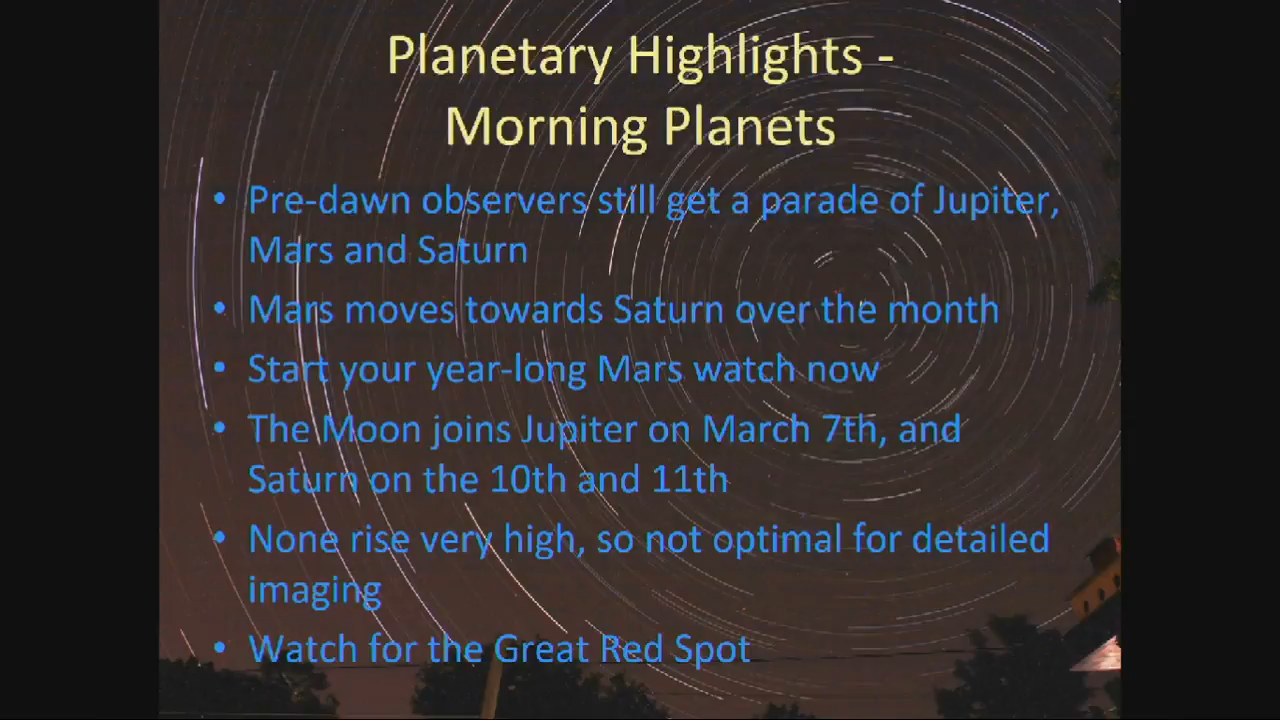 Planetary Highlights -
Morning Planets
• Pre-dawn observers still get a parade of Jupiter,
Mars and Saturn
• Mars moves towards Saturn over the month
• Start your year-long Mars watch now
• The Moon joins Jupiter on March 7th, and
Saturn on the 10th and 11th
• None rise very high, so not optimal for detailed
imaging
• Watch for the Great Red Spot